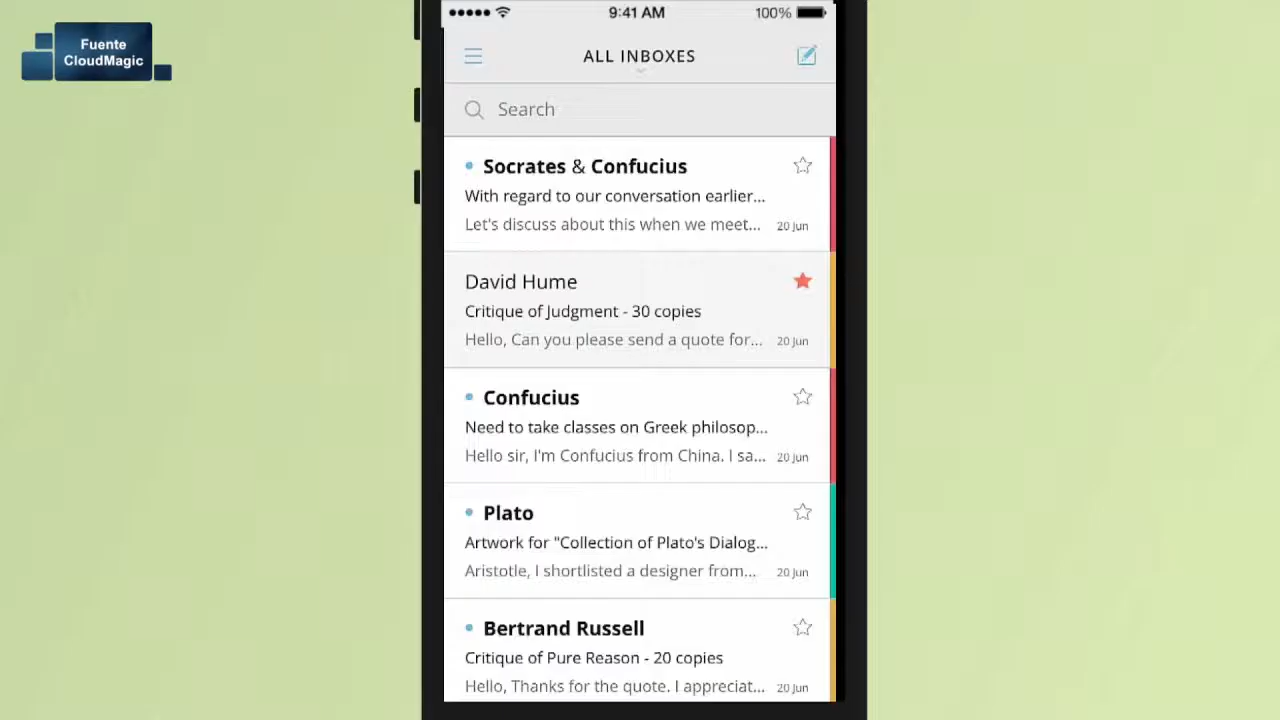 Fuente
CloudMagic
9:41 AM
100%
ALL INBOXES
Search
Socrates & Confucius
With regard to our conversation earlier...
Let's discuss about this when we meet...
20 Jun
David Hume
Critique of Judgment - 30 copies
Hello, Can you please send a quote for...
20 Jun
Confucius
Need to take classes on Greek philosop...
Hello sir, I'm Confucius from China. I sa...
20 Jun
Plato
Artwork for "Collection of Plato's Dialog...
Aristotle, I shortlisted a designer from...
20 Jun
Bertrand Russell
Critique of Pure Reason - 20 copies
Hello, Thanks for the quote. I appreciat...
20 Jun